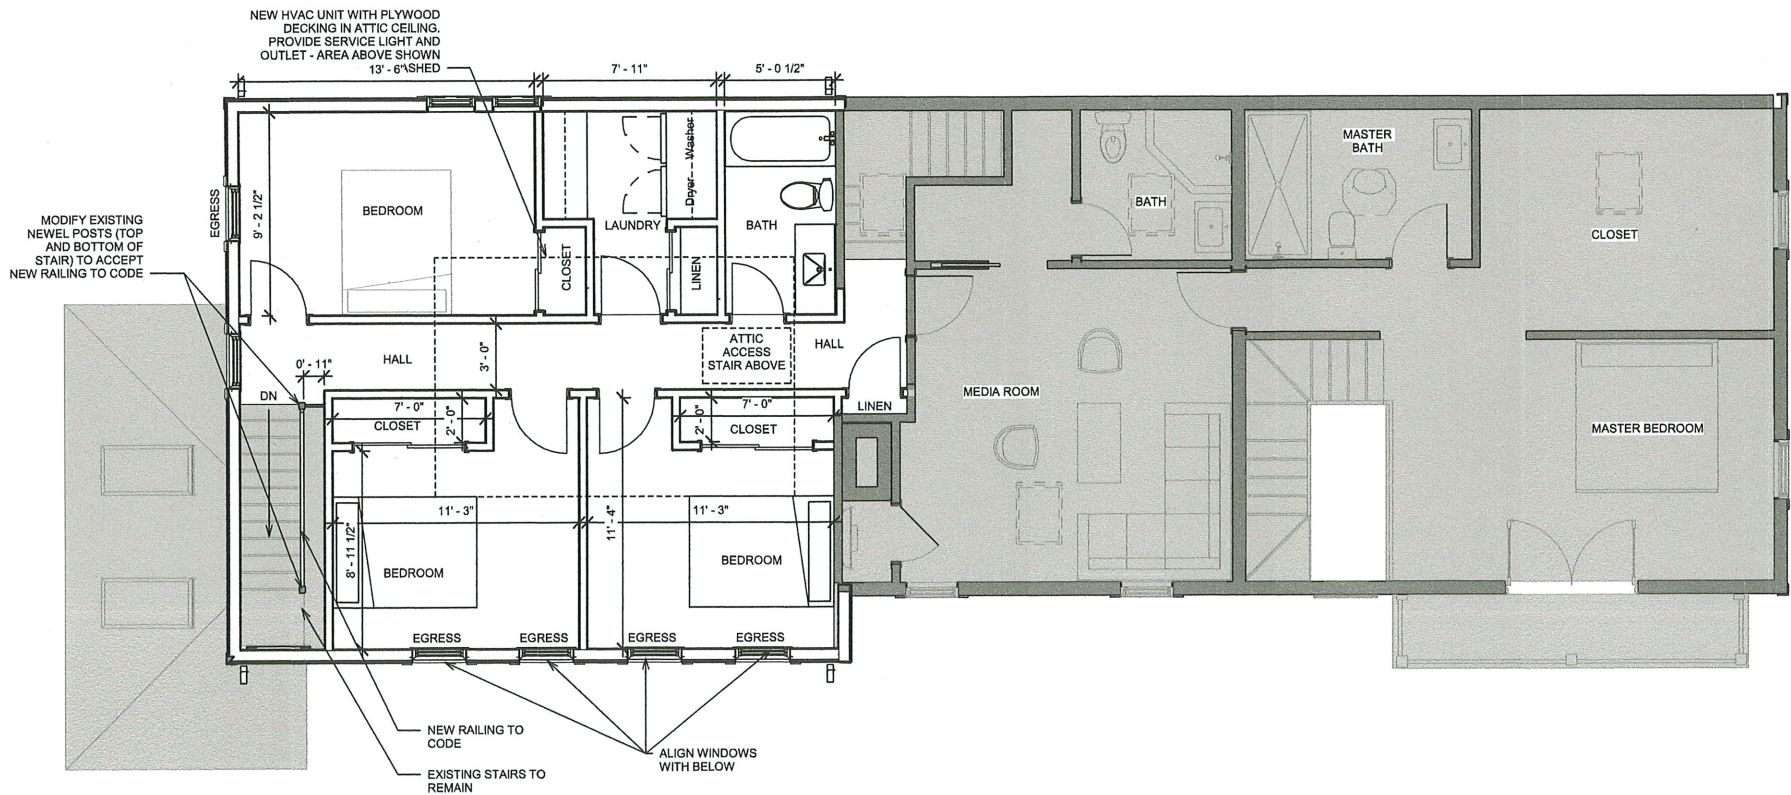 NEW HVAC UNIT WITH PLYWOOD
DECKING IN ATTIC CEILING.
PROVIDE SERVICE LIGHT AND
OUTLET - AREA ABOVE SHOWN
13' - 6" SHED
7' - 11"
5' - 0 1/2"
EGRESS
9' - 2 1/2"
BEDROOM
Dryer Washer
LAUNDRY
BATH
CLOSET
LINEN
MODIFY EXISTING
NEWEL POSTS (TOP
AND BOTTOM OF
STAIR) TO ACCEPT
NEW RAILING TO CODE
HALL
3' - 0"
ATTIC
ACCESS
STAIR ABOVE
HALL
0' - 11"
DN
7' - 0"
CLOSET
2' - 0"
2' - 0"
7' - 0"
CLOSET
LINEN
MEDIA ROOM
BATH
MASTER
BATH
CLOSET
MASTER BEDROOM
11' - 3"
11' - 4"
11' - 3"
8' - 11 1/2"
BEDROOM
BEDROOM
EGRESS
EGRESS
EGRESS
EGRESS
NEW RAILING TO
CODE
ALIGN WINDOWS
WITH BELOW
EXISTING STAIRS TO
REMAIN